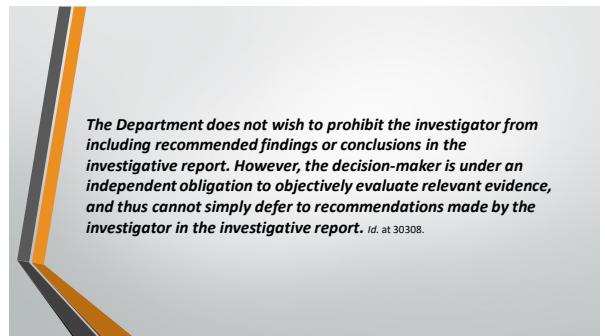 The Department does not wish to prohibit the investigator from
including recommended findings or conclusions in the
investigative report. However, the decision-maker is under an
independent obligation to objectively evaluate relevant evidence,
and thus cannot simply defer to recommendations made by the
investigator in the investigative report. Id. at 30308.